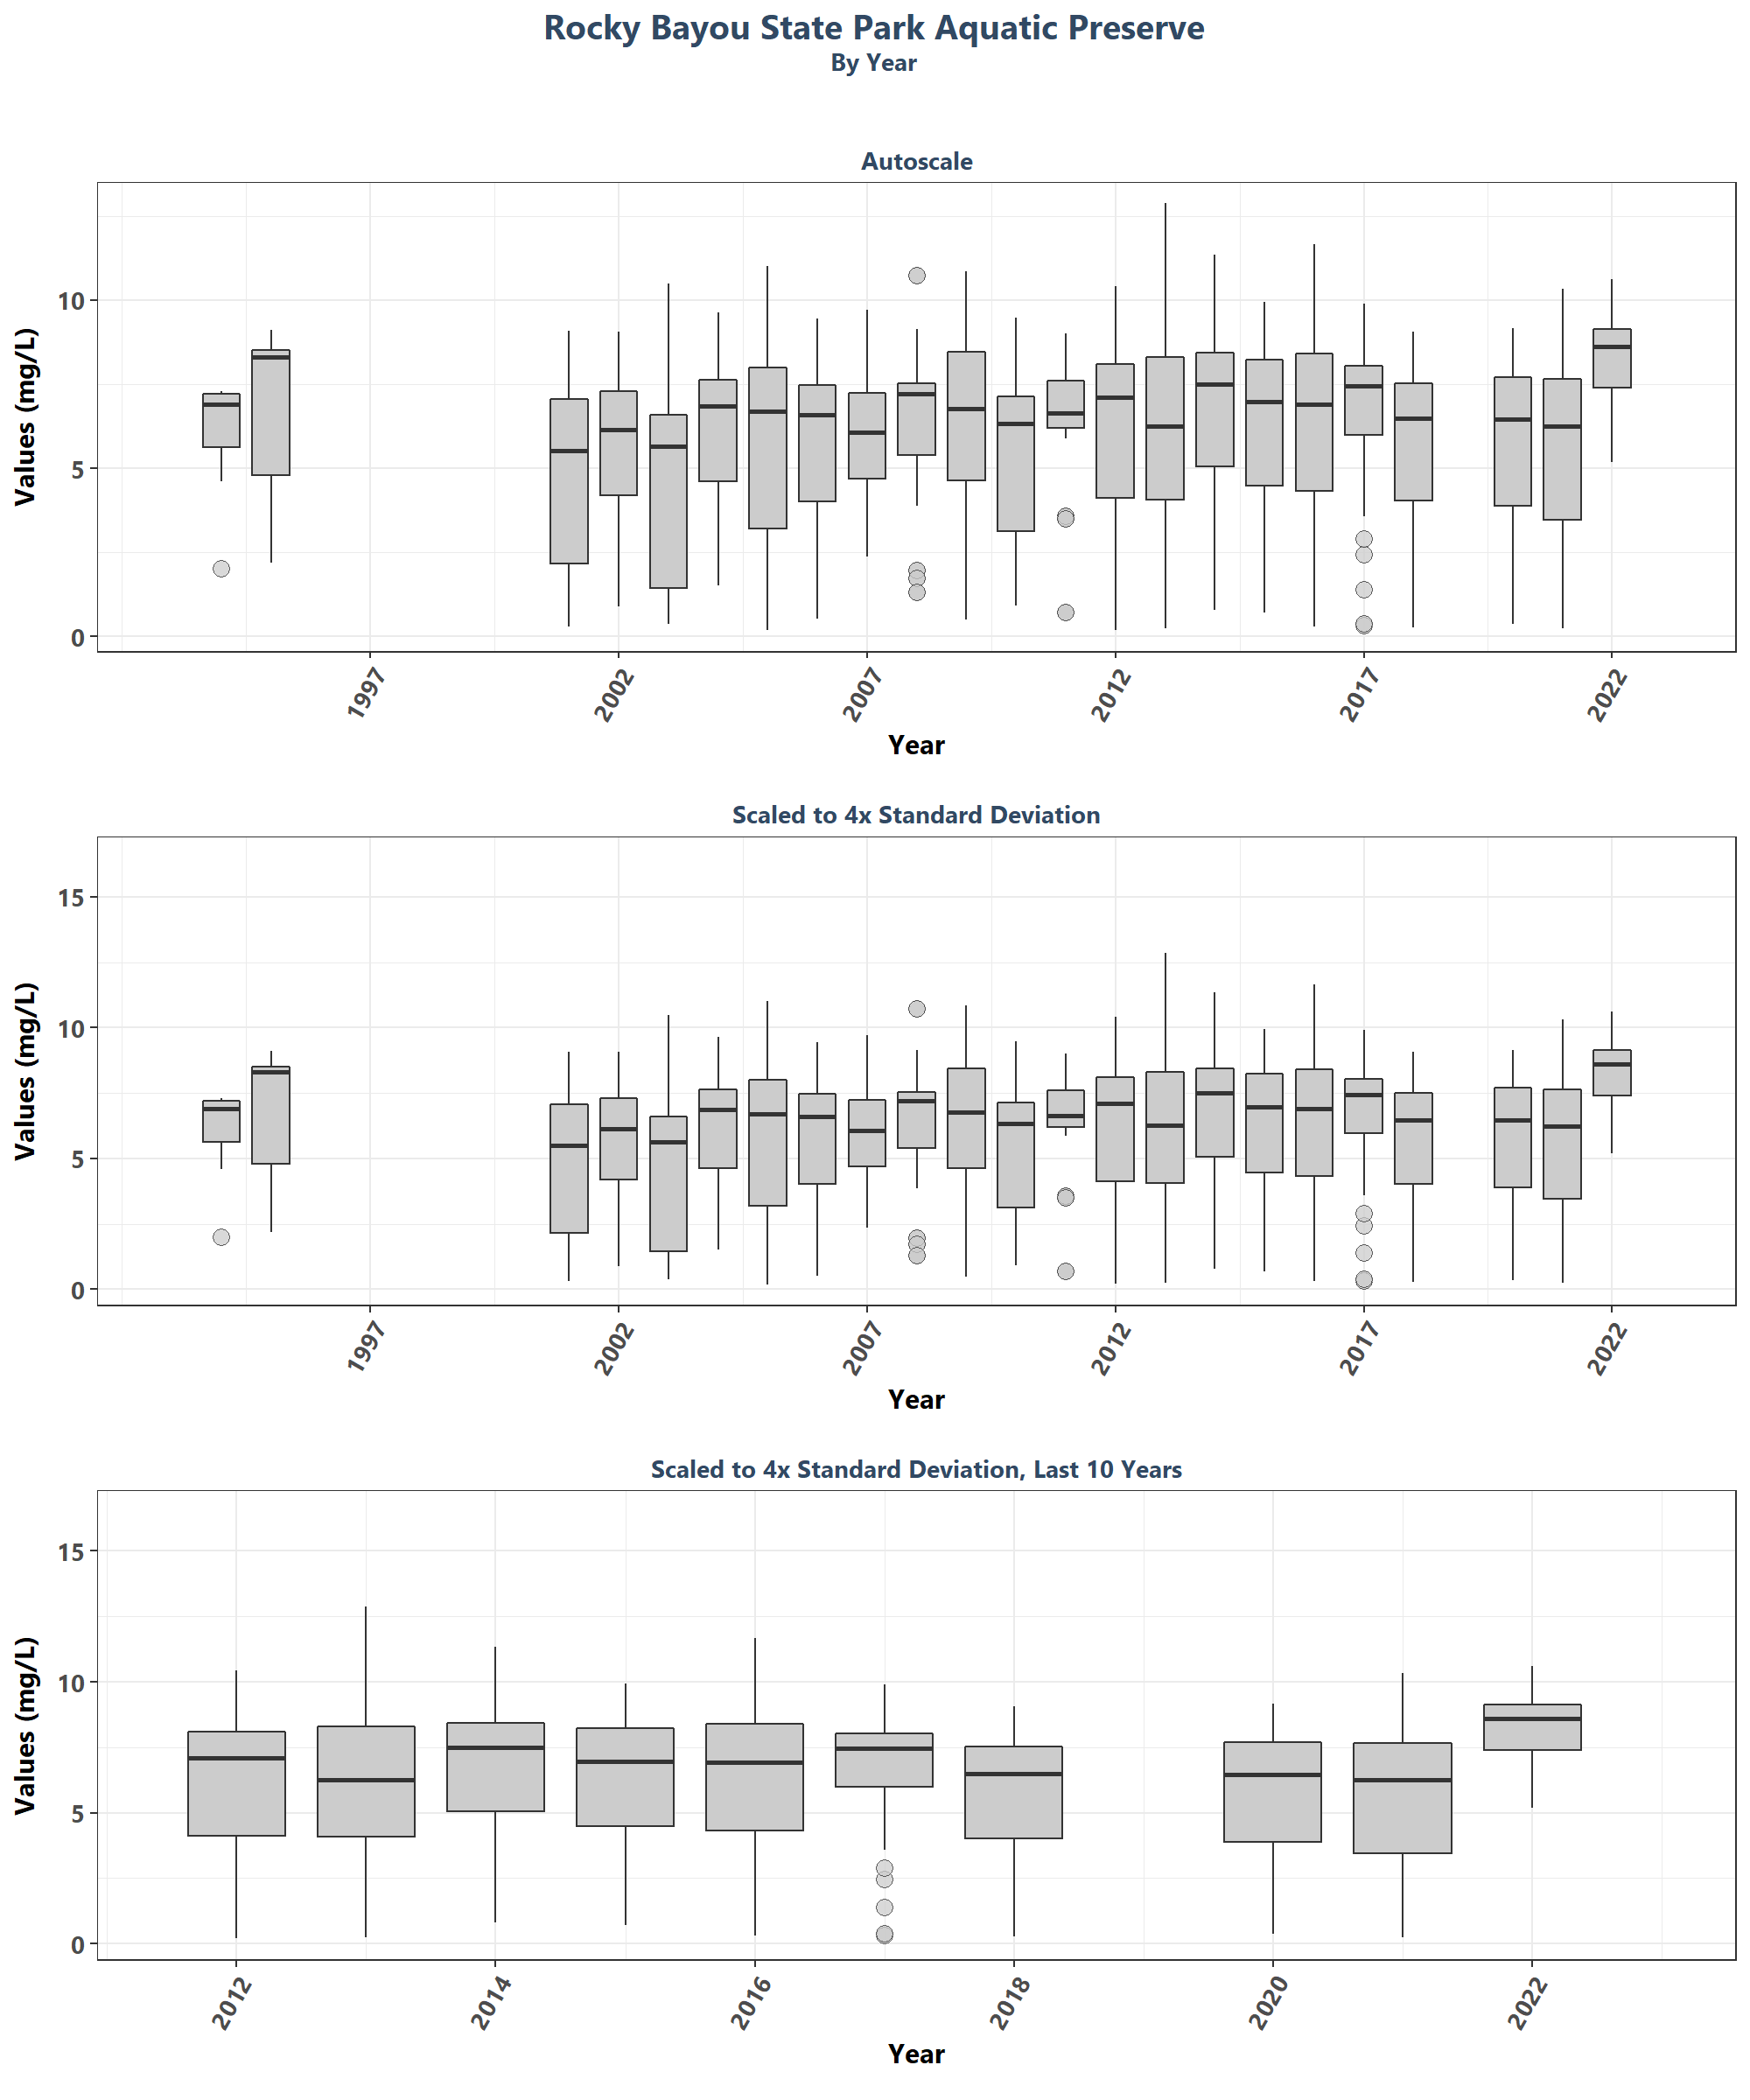 Rocky Bayou State Park Aquatic Preserve
By Year
Autoscale
Values (mg/L)
10
5
0
1997 2002 2007 2012 2017 2022
Year
Scaled to 4x Standard Deviation
Values (mg/L)
15
10
5
0
1997 2002 2007 2012 2017 2022
Year
Scaled to 4x Standard Deviation, Last 10 Years
Values (mg/L)
15
10
5
0
2012 2014 2016 2018 2020 2022
Year